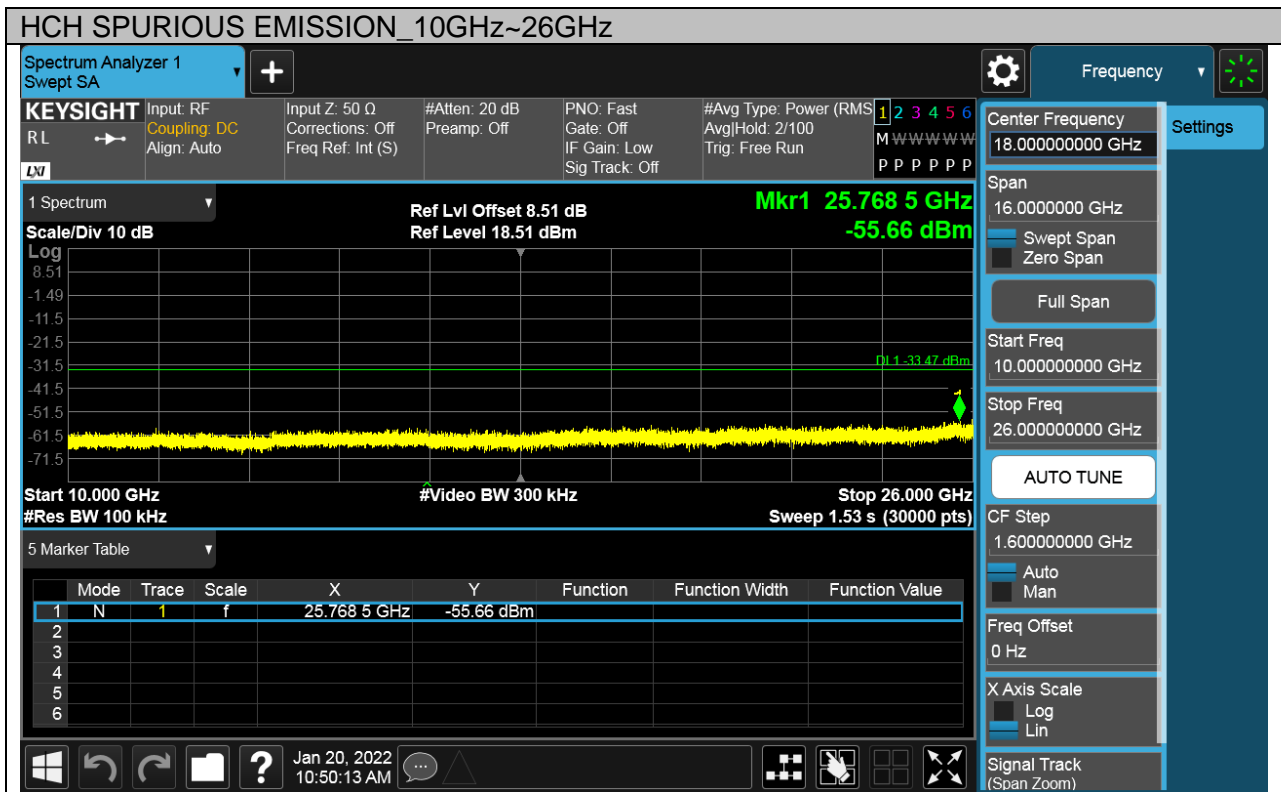 HCH SPURIOUS EMISSION_10GHz~26GHz
Spectrum Analyzer 1
Swept SA
+
Frequency
KEYSIGHT
RL
LXI
Input: RF
Coupling: DC
Align: Auto
Input Z: 50 Ω
Corrections: Off
Freq Ref: Int (S)
#Atten: 20 dB
Preamp: Off
PNO: Fast
Gate: Off
IF Gain: Low
Sig Track: Off
#Avg Type: Power (RMS
Avg|Hold: 2/100
Trig: Free Run
1 2 3 4 5 6
M W W W W W
P P P P P P
1 Spectrum
Scale/Div 10 dB
Ref Lvl Offset 8.51 dB
Ref Level 18.51 dBm
Mkr1 25.768 5 GHz
-55.66 dBm
Log
8.51
-1.49
-11.5
-21.5
-31.5
-41.5
-51.5
-61.5
-71.5
DL1 -33.47 dBm
1
Start 10.000 GHz
#Video BW 300 kHz
Stop 26.000 GHz
#Res BW 100 kHz
Sweep 1.53 s (30000 pts)
5 Marker Table
Mode Trace Scale X Y Function Function Width Function Value
1 N 1 f 25.768 5 GHz -55.66 dBm
2
3
4
5
6
?
Jan 20, 2022
10:50:13 AM
Center Frequency
18.000000000 GHz
Settings
Span
16.0000000 GHz
Swept Span
Zero Span
Full Span
Start Freq
10.000000000 GHz
Stop Freq
26.000000000 GHz
AUTO TUNE
CF Step
1.600000000 GHz
Auto
Man
Freq Offset
0 Hz
X Axis Scale
Log
Lin
Signal Track
(Span Zoom)